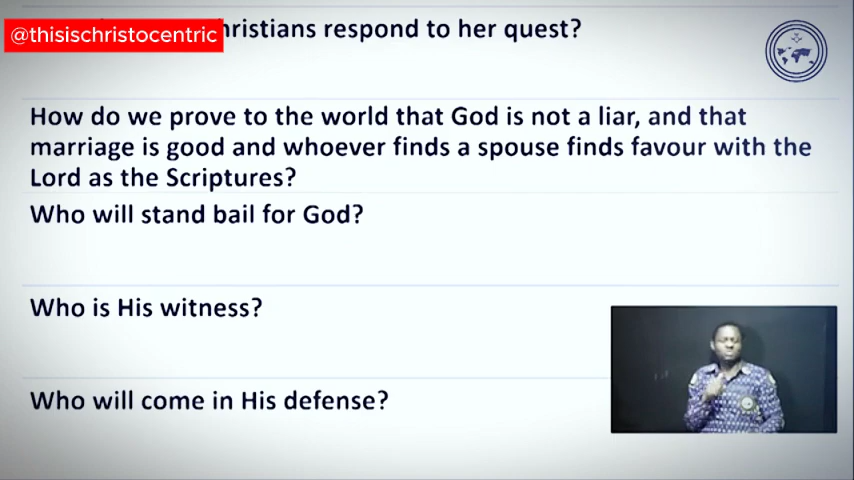 @thisischristocentric
hristians respond to her quest?
How do we prove to the world that God is not a liar, and that
marriage is good and whoever finds a spouse finds favour with the
Lord as the Scriptures?
Who will stand bail for God?
Who is His witness?
Who will come in His defense?